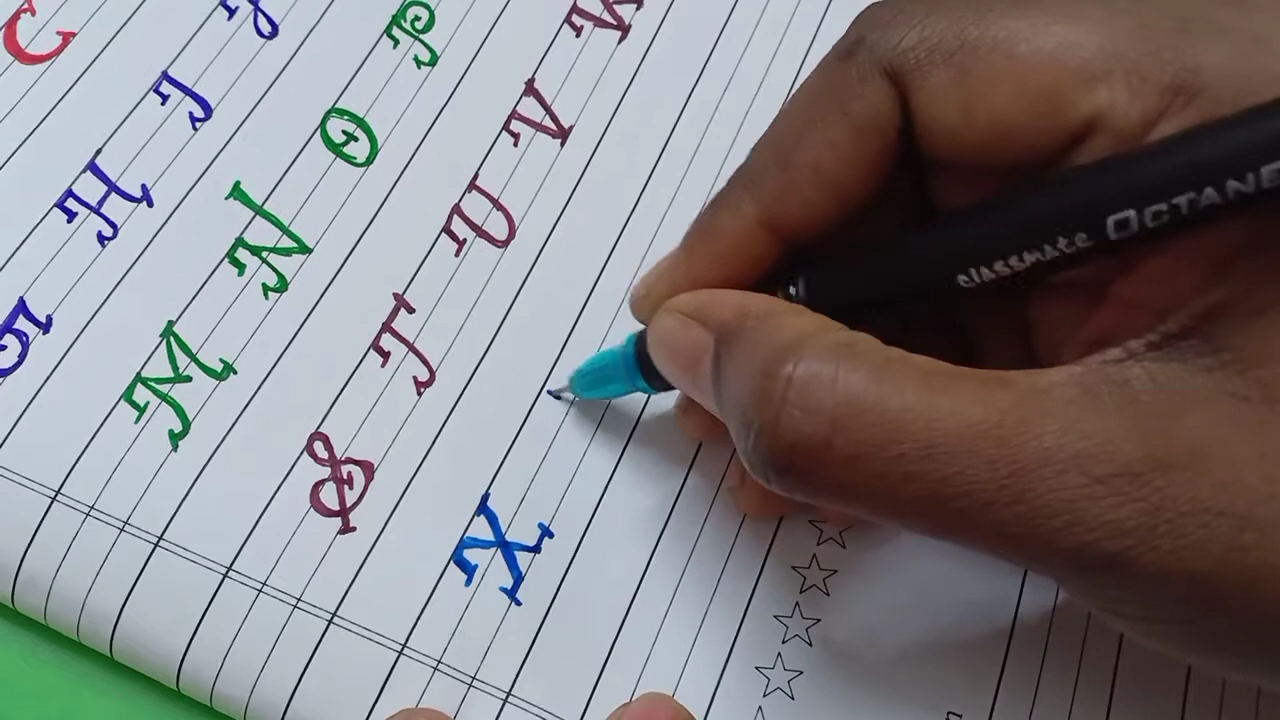 C
G H I J
M N O P
S T U V W
X
classmate OCTANE